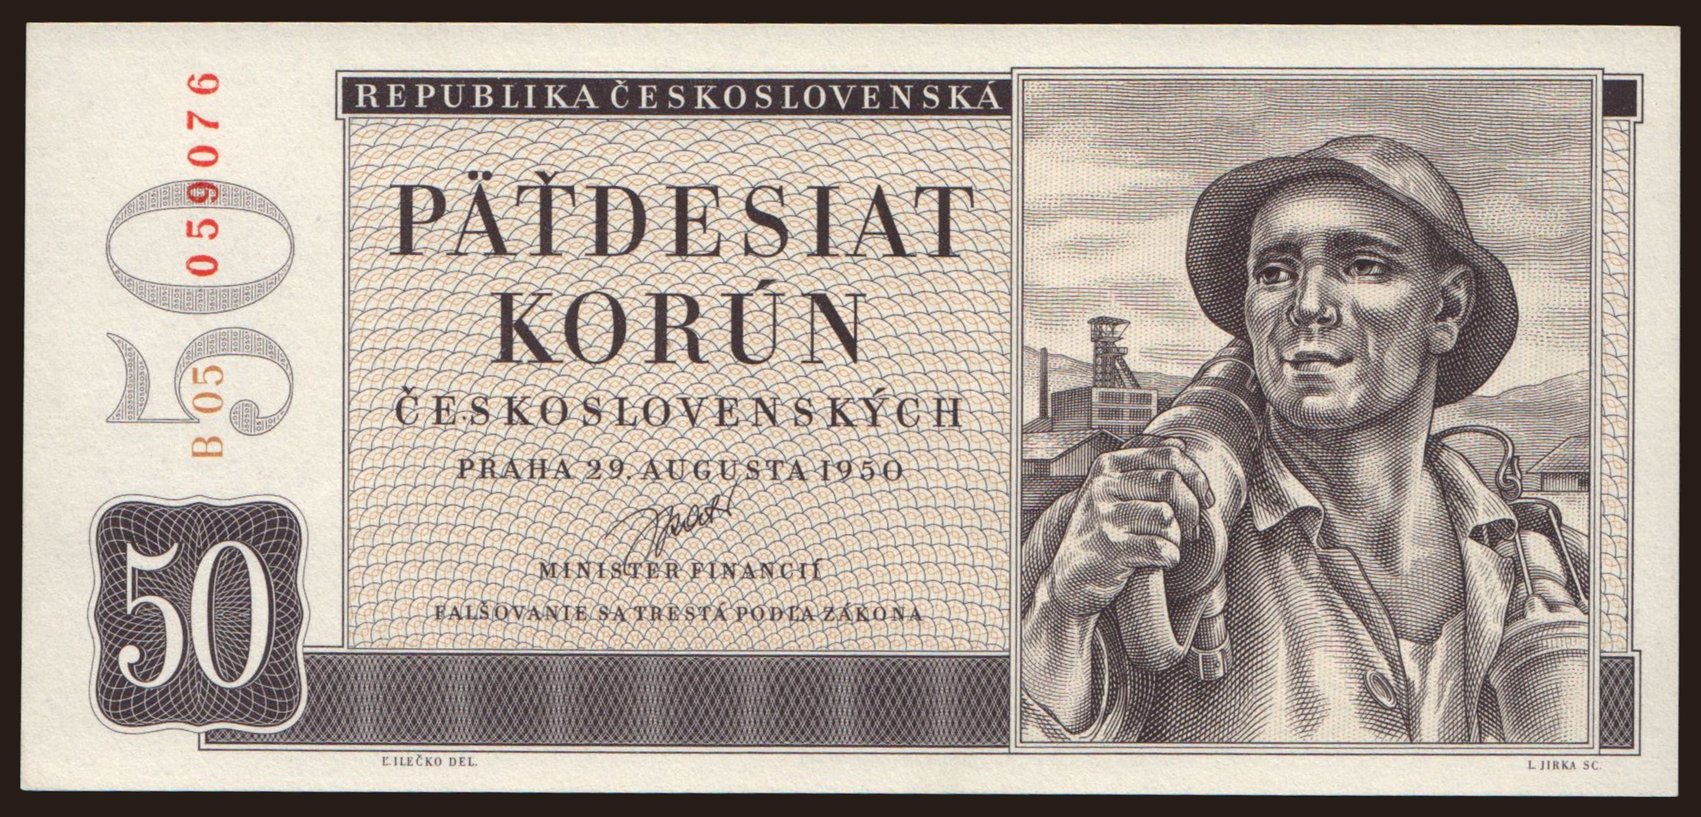 REPUBLIKA ČESKOSLOVENSKÁ
PÄŤDESIAT
KORÚN
ČESKOSLOVENSKÝCH
PRAHA 29. AUGUSTA 1950
MINISTER FINANCIÍ
FALŠOVANIE SA TRESTÁ PODĽA ZÁKONA
B 05 059076
50
50
Ľ. ILEČKO DEL.
L. JIRKA SC.